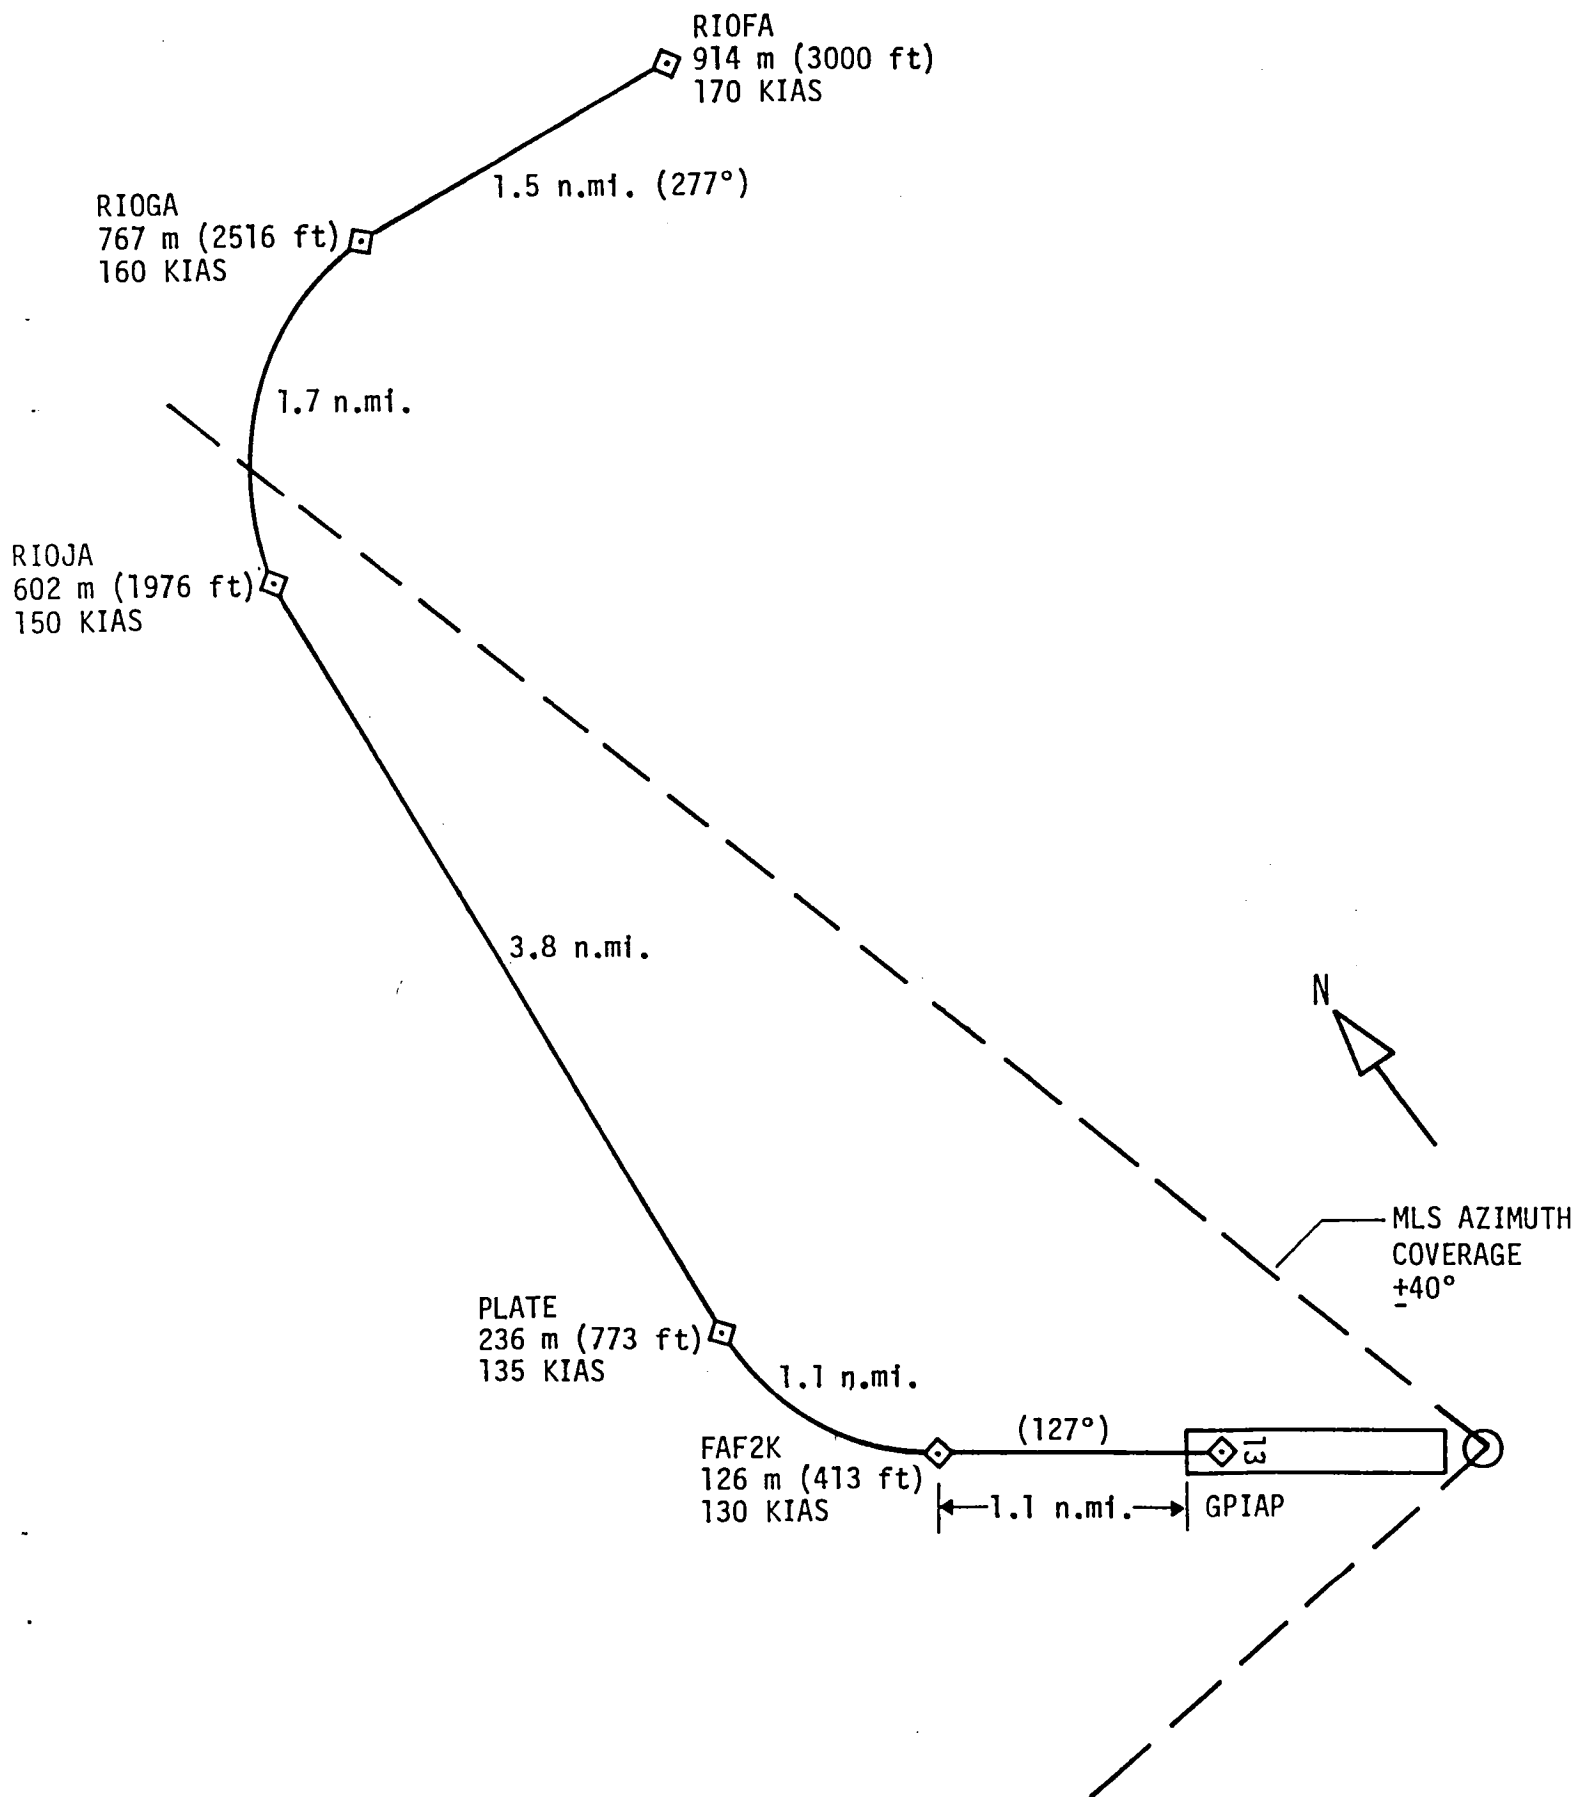 RIOFA
914 m (3000 ft)
170 KIAS
1.5 n.mi. (277°)
RIOGA
767 m (2516 ft)
160 KIAS
1.7 n.mi.
RIOJA
602 m (1976 ft)
150 KIAS
3.8 n.mi.
N
MLS AZIMUTH
COVERAGE
±40°
PLATE
236 m (773 ft)
135 KIAS
1.1 n.mi.
(127°)
13
FAF2K
126 m (413 ft)
130 KIAS
1.1 n.mi.
GPIAP